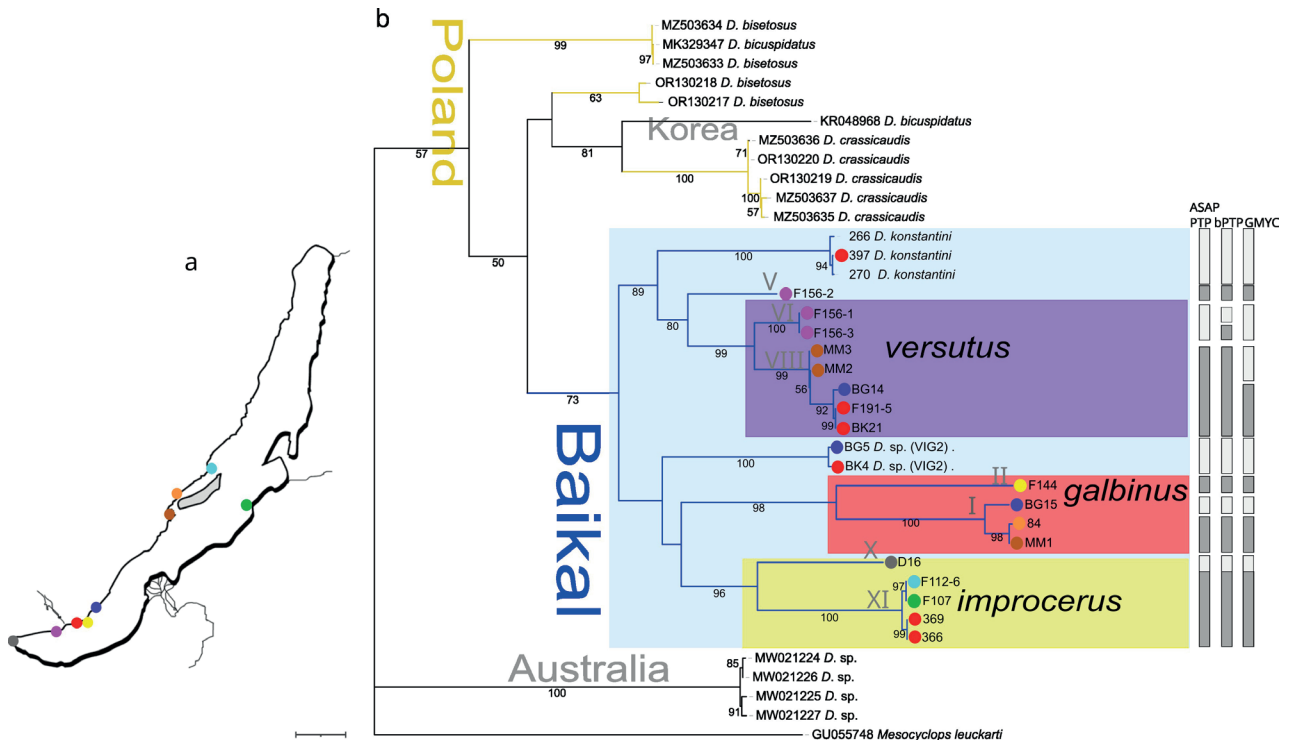 a
b
Poland
MZ503634 D. bisetosus
99
MK329347 D. bicuspidatus
97
MZ503633 D. bisetosus
OR130218 D. bisetosus
63
OR130217 D. bisetosus
Korea
KR048968 D. bicuspidatus
57
81
71
MZ503636 D. crassicaudis
OR130220 D. crassicaudis
100
OR130219 D. crassicaudis
100
MZ503637 D. crassicaudis
57
MZ503635 D. crassicaudis
50
ASAP
PTP bPTP GMYC
73
Baikal
266 D. konstantini
100
397 D. konstantini
94
270 D. konstantini
89
V
F156-2
80
VI
F156-1
100
F156-3
99
versutus
VIII
MM3
99
MM2
56
BG14
92
F191-5
99
BK21
BG5 D. sp. (VIG2) .
100
BK4 D. sp. (VIG2) .
II
F144
galbinus
98
I
BG15
100
84
98
MM1
X
D16
96
97
F112-6
XI
F107
improcerus
100
369
99
366
Australia
85
MW021224 D. sp.
MW021226 D. sp.
100
MW021225 D. sp.
91
MW021227 D. sp.
GU055748 Mesocyclops leuckarti